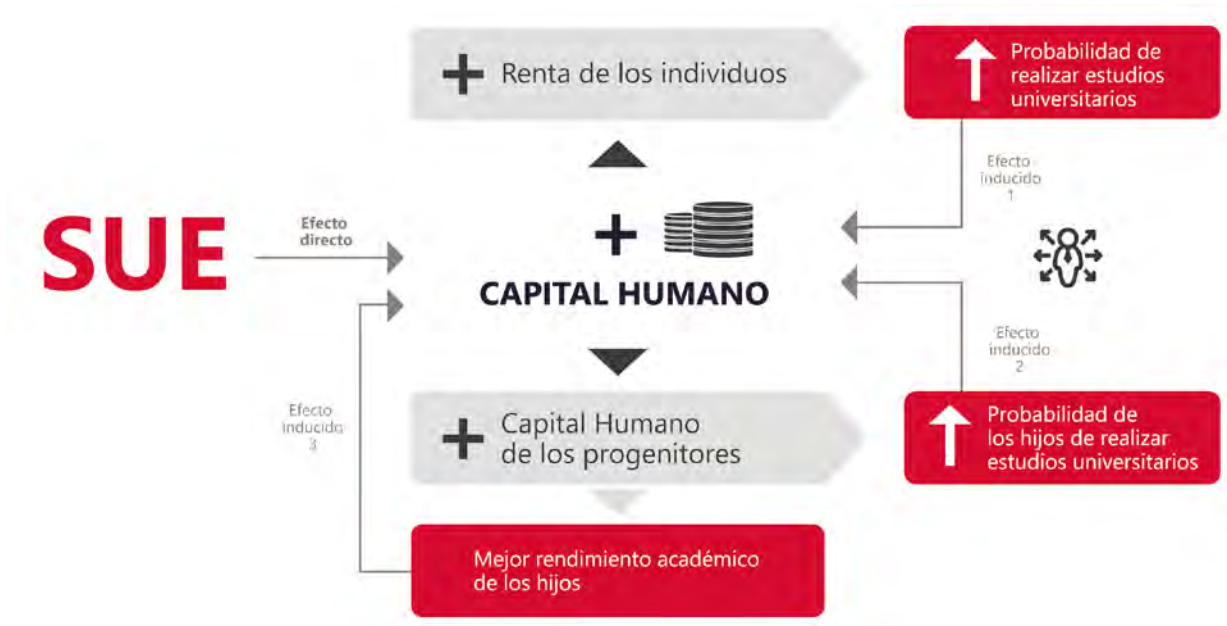 + Renta de los individuos
Probabilidad de
realizar estudios
universitarios
Efecto
inducido
1
SUE
Efecto
directo
+
CAPITAL HUMANO
Efecto
inducido
2
Efecto
inducido
3
+ Capital Humano
de los progenitores
Probabilidad de
los hijos de realizar
estudios universitarios
Mejor rendimiento académico
de los hijos